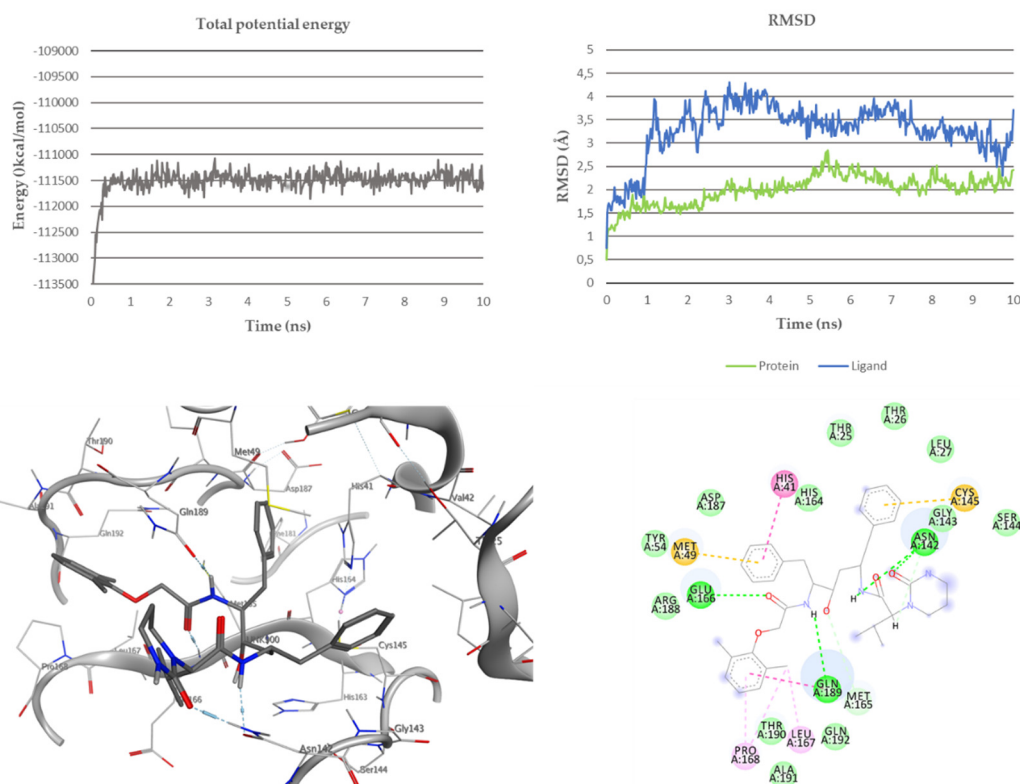 Total potential energy
Energy (0kcal/mol)
-109000
-109500
-110000
-110500
-111000
-111500
-112000
-112500
-113000
-113500
0 1 2 3 4 5 6 7 8 9 10
Time (ns)
RMSD
RMSD (Å)
5
4,5
4
3,5
3
2,5
2
1,5
1
0,5
0
0 1 2 3 4 5 6 7 8 9 10
Time (ns)
Protein Ligand
Thr190
Met49
Asp187
His41
Val42
Gln189
Gln192
His164
Cys145
His163
Gly143
Asn142
Ser144
THR
A:26
THR
A:25
LEU
A:27
HIS
A:41
HIS
A:164
CYS
A:145
ASP
A:187
GLY
A:143
SER
A:144
ASN
A:142
TYR
A:54
MET
A:49
GLU
A:166
ARG
A:188
O
N
H
O
O
N
H
O
O
N
N
H
GLN
A:189
MET
A:165
THR
A:190
LEU
A:167
GLN
A:192
PRO
A:168
ALA
A:191